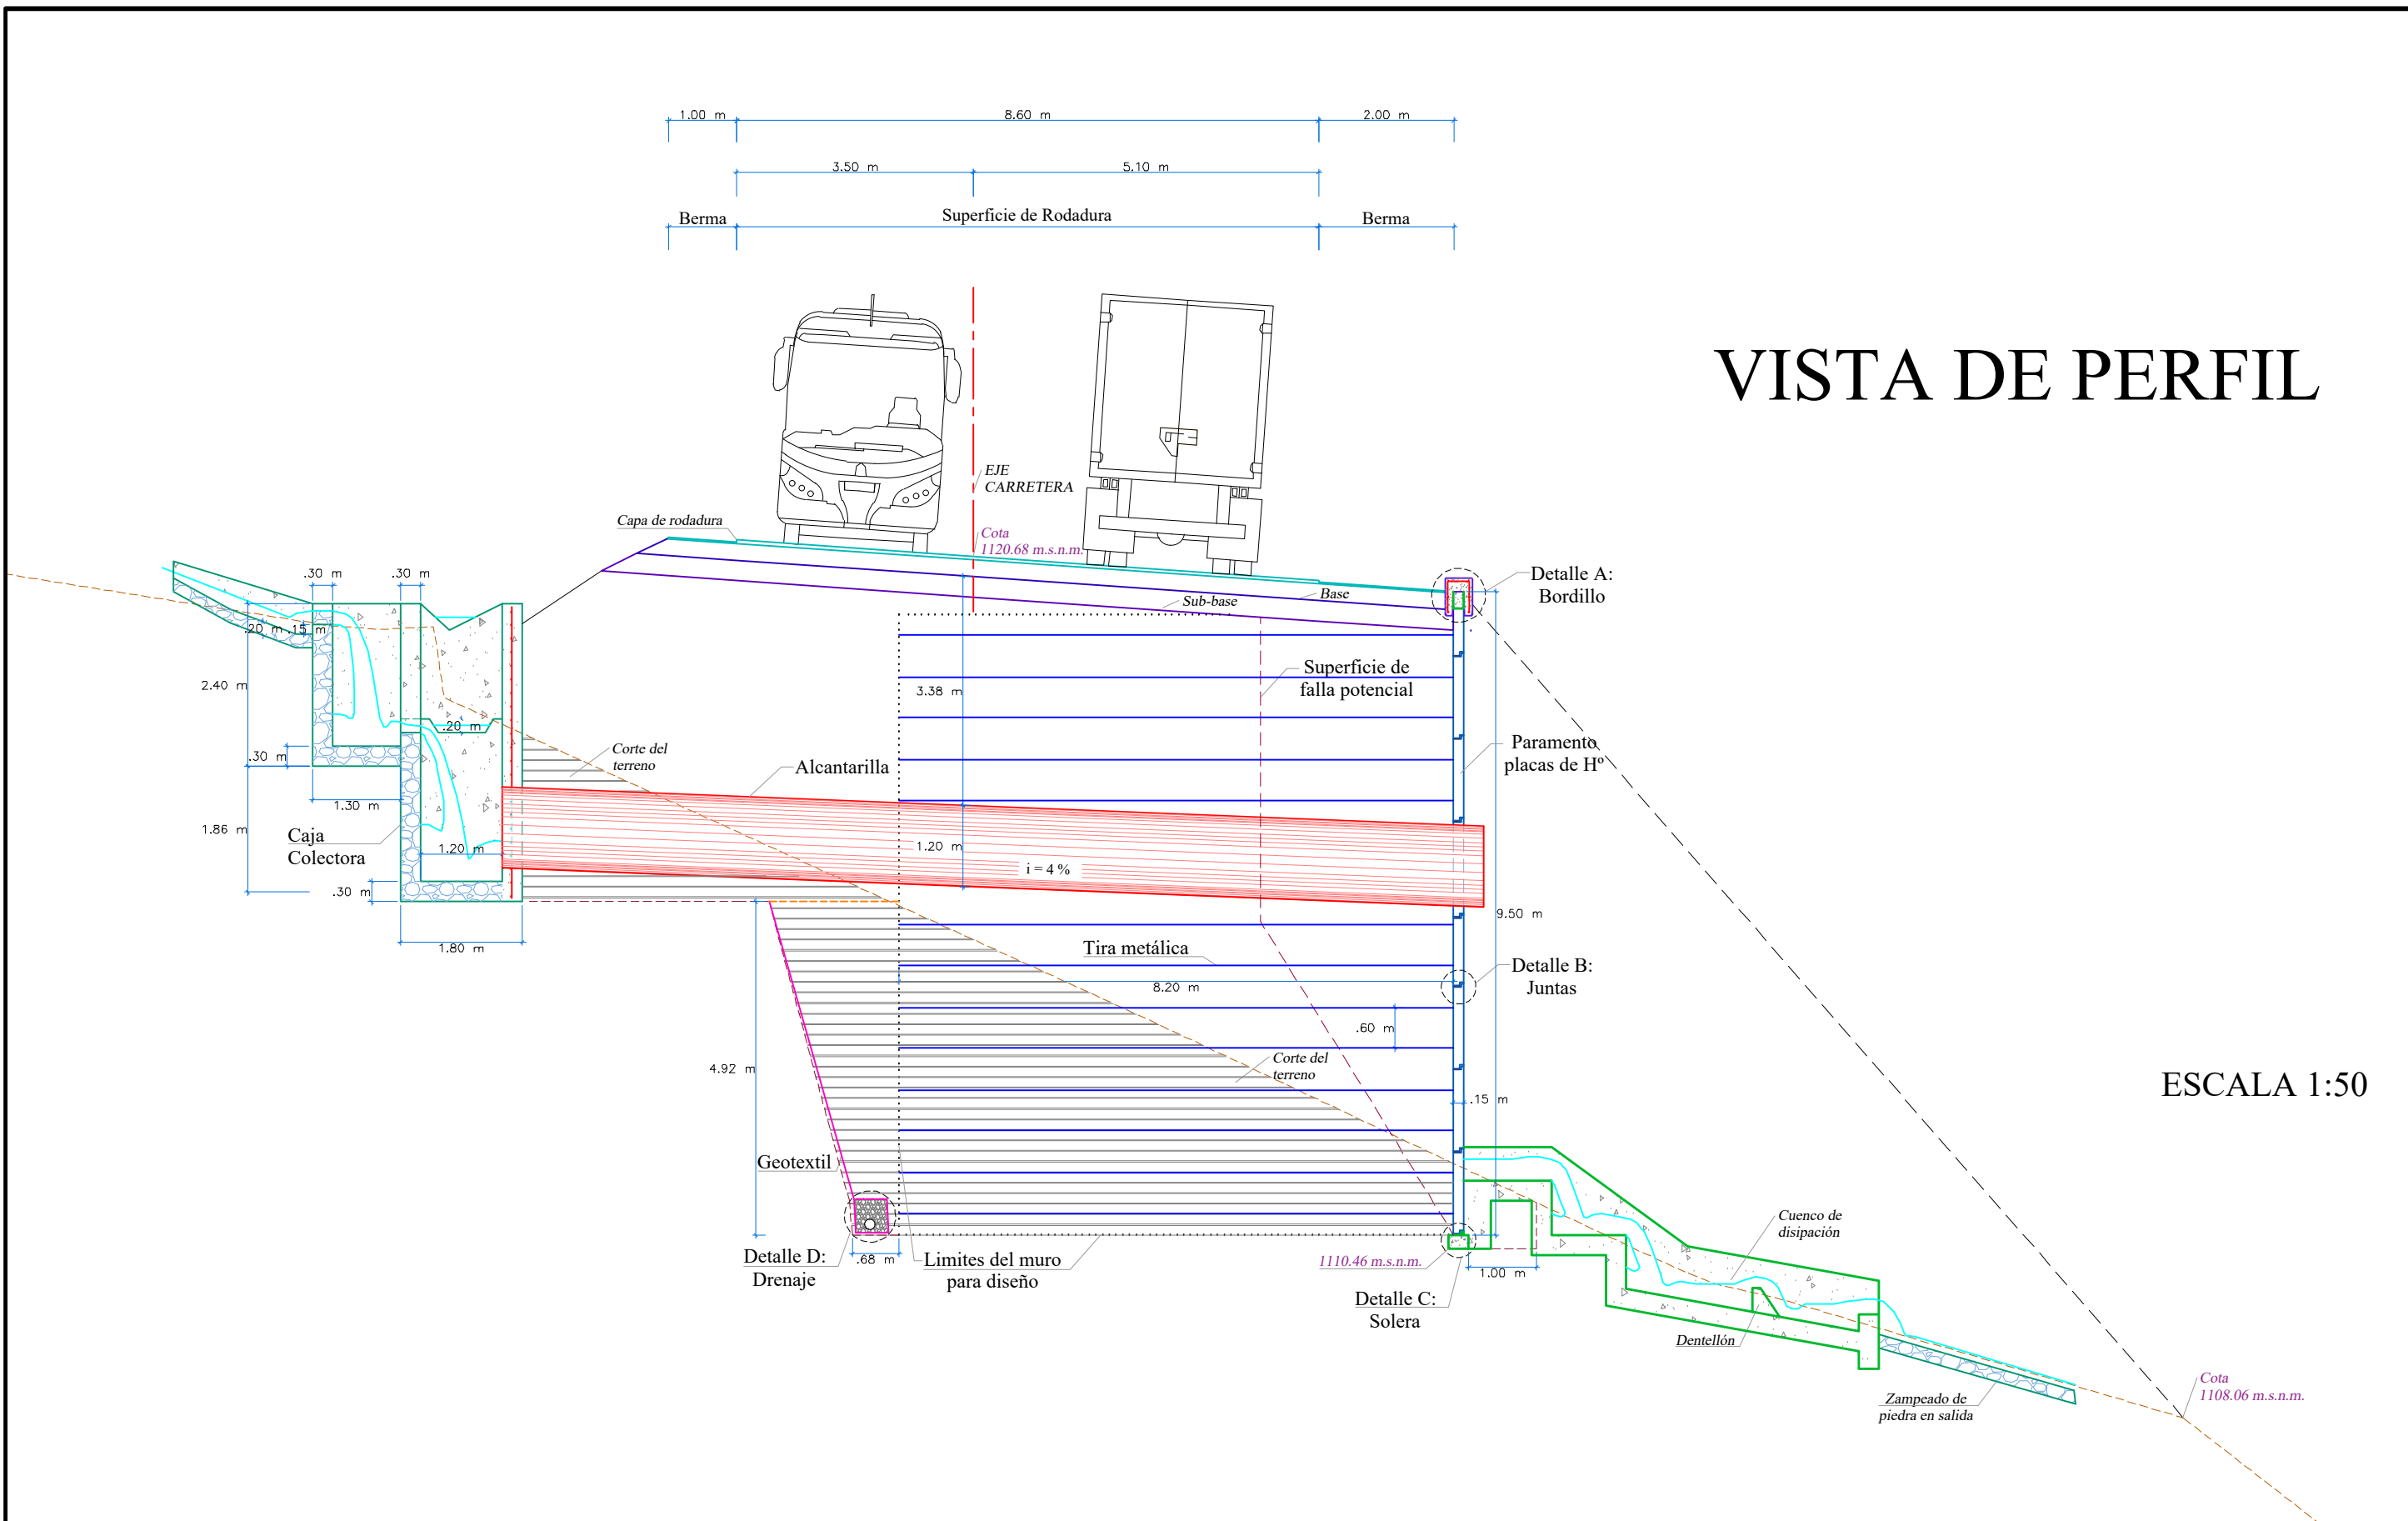 1.00 m
8.60 m
2.00 m
3.50 m
5.10 m
Berma
Superficie de Rodadura
Berma
VISTA DE PERFIL
EJE
CARRETERA
Capa de rodadura
Cota
1120.68 m.s.n.m.
.30 m
.30 m
Detalle A:
Bordillo
Base
Sub-base
.20 m
.15 m
Superficie de
falla potencial
2.40 m
3.38 m
.20 m
Corte del
terreno
Paramento
placas de Hº
.30 m
Alcantarilla
1.30 m
1.86 m
Caja
Colectora
1.20 m
1.20 m
i = 4 %
.30 m
9.50 m
1.80 m
Tira metálica
Detalle B:
Juntas
8.20 m
.60 m
4.92 m
Corte del
terreno
ESCALA 1:50
.15 m
Geotextil
Cuenco de
disipación
Detalle D:
Drenaje
.68 m
Limites del muro
para diseño
1110.46 m.s.n.m.
1.00 m
Detalle C:
Solera
Dentellón
Cota
1108.06 m.s.n.m.
Zampeado de
piedra en salida